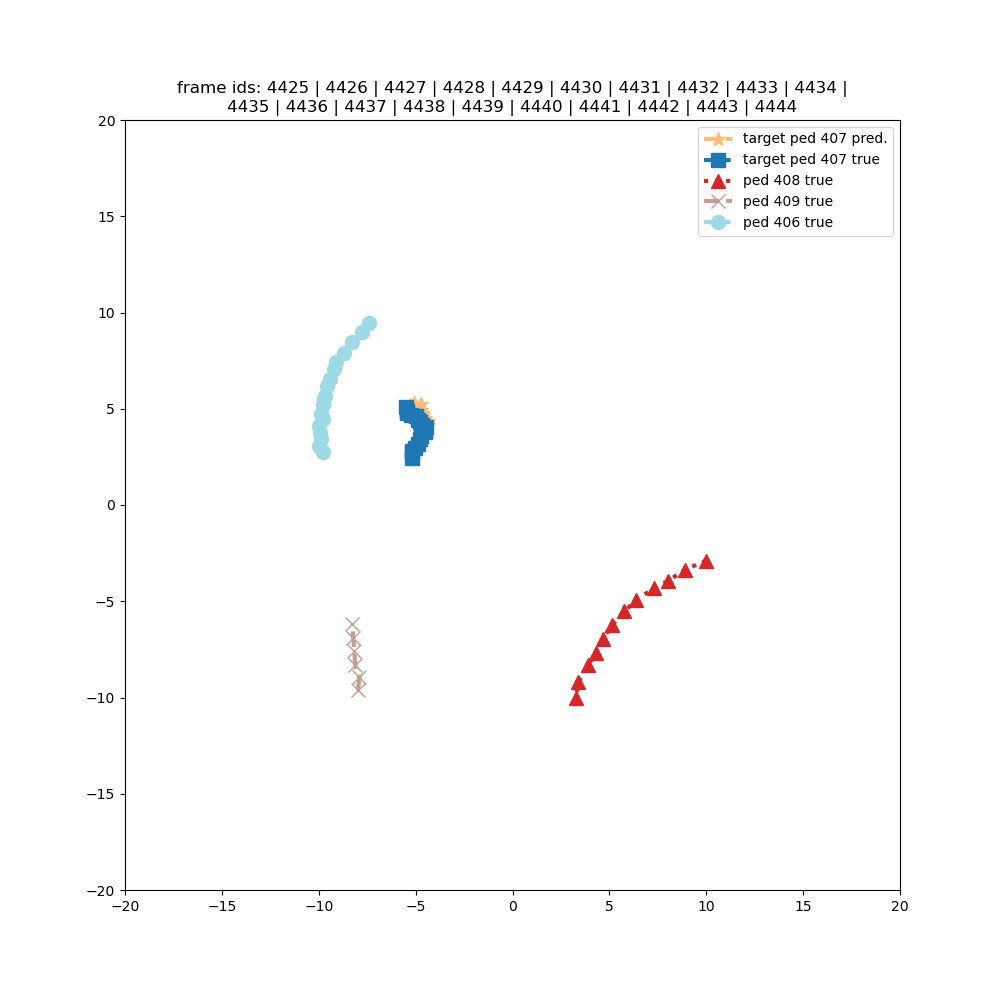 frame ids: 4425 | 4426 | 4427 | 4428 | 4429 | 4430 | 4431 | 4432 | 4433 | 4434 |
4435 | 4436 | 4437 | 4438 | 4439 | 4440 | 4441 | 4442 | 4443 | 4444
target ped 407 pred.
target ped 407 true
ped 408 true
ped 409 true
ped 406 true
20
15
10
5
0
−5
−10
−15
−20
−20 −15 −10 −5 0 5 10 15 20